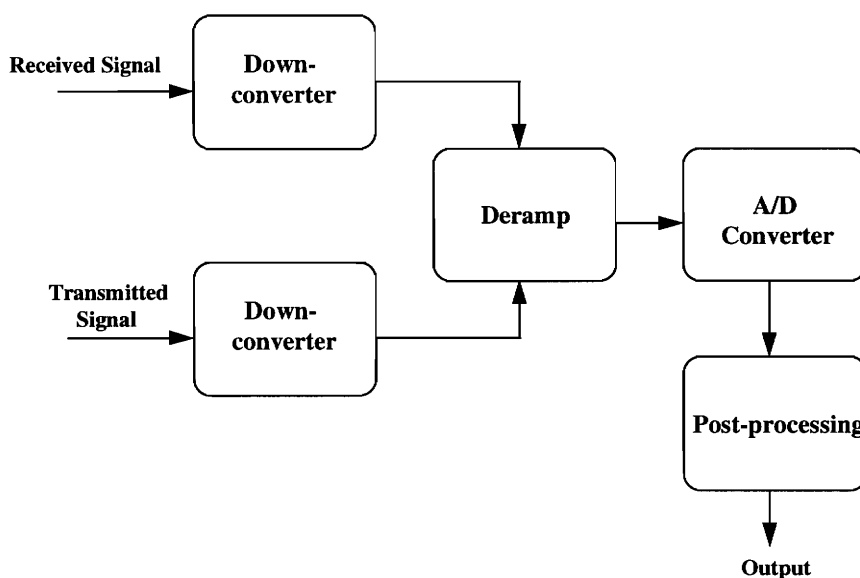 Received Signal
Down-
converter
Deramp
A/D
Converter
Transmitted
Signal
Down-
converter
Post-processing
Output